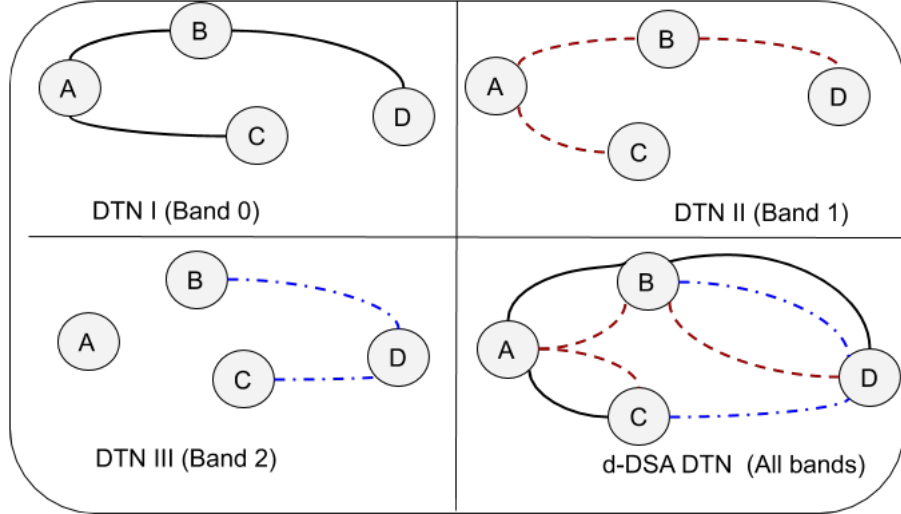 B
A
C
D
DTN I (Band 0)
B
A
D
C
DTN II (Band 1)
B
A
D
C
DTN III (Band 2)
B
A
D
C
d-DSA DTN (All bands)